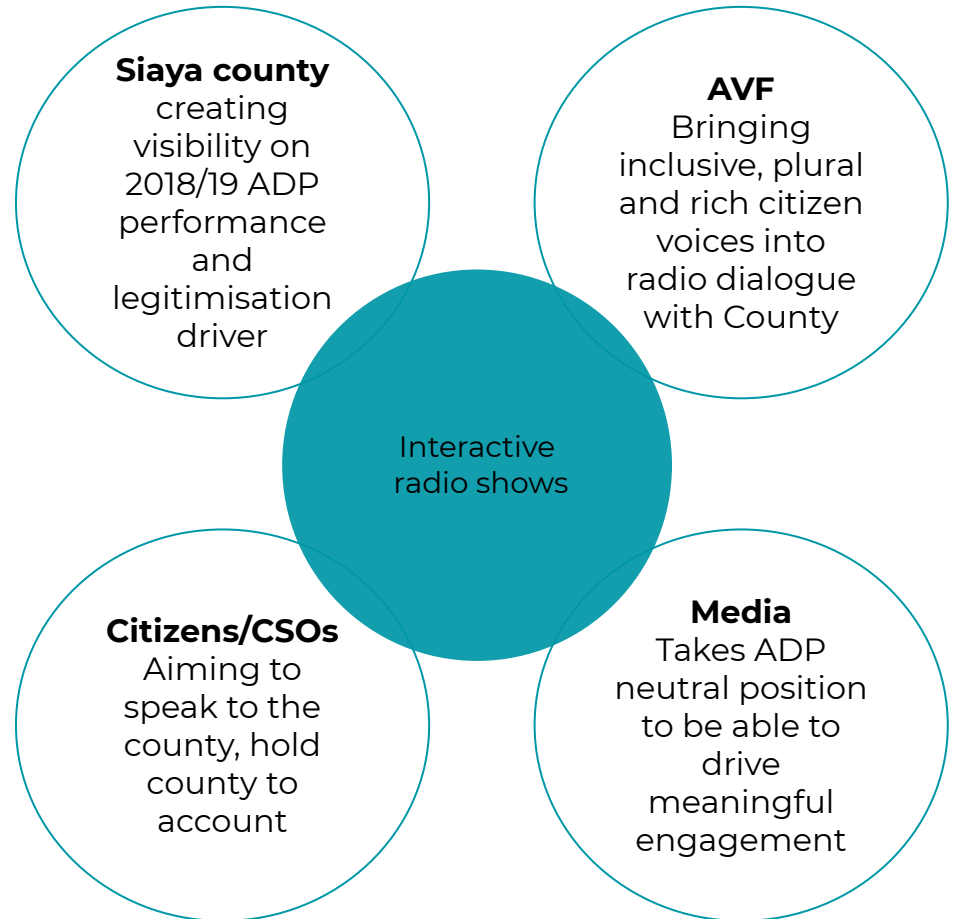 Siaya county
creating
visibility on
2018/19 ADP
performance
and
legitimisation
driver
AVF
Bringing
inclusive, plural
and rich citizen
voices into
radio dialogue
with County
Interactive
radio shows
Citizens/CSOs
Aiming to
speak to the
county, hold
county to
account
Media
Takes ADP
neutral position
to be able to
drive
meaningful
engagement